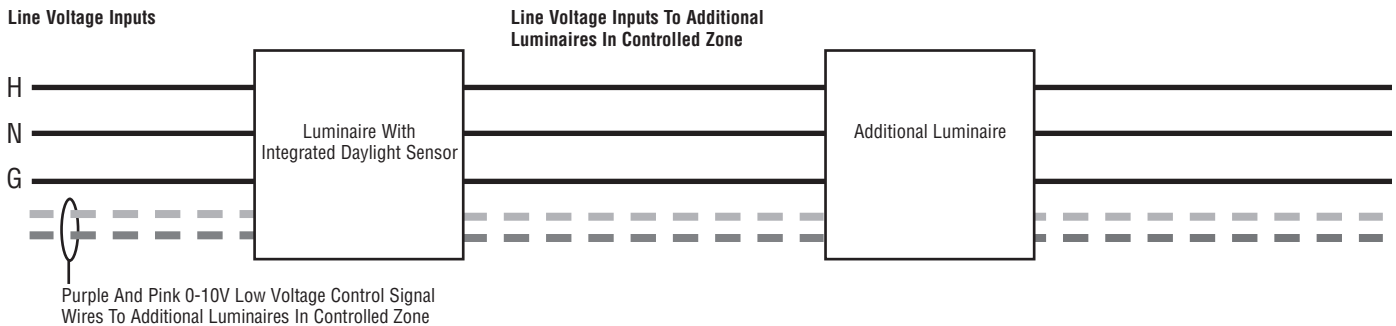 Line Voltage Inputs
Line Voltage Inputs To Additional
Luminaires In Controlled Zone
H
N
G
Luminaire With
Integrated Daylight Sensor
Additional Luminaire
Purple And Pink 0-10V Low Voltage Control Signal
Wires To Additional Luminaires In Controlled Zone